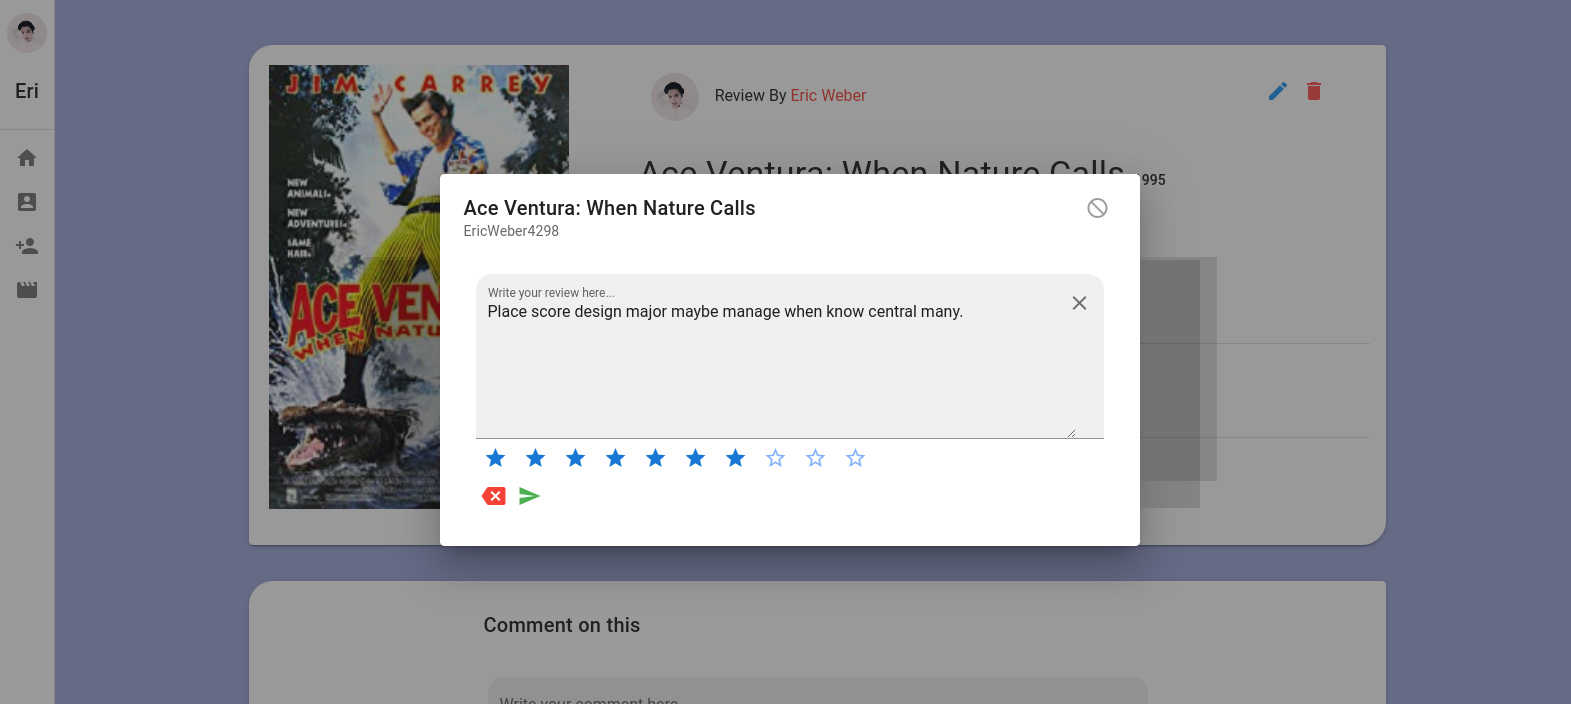 Eri
JIM CARREY
NEW
ANIMALS.
NEW
ADVENTURES.
SAME
HAIR.
ACE VEN
WHEN NATU
Review By Eric Weber
Ace Ventura: When Nature Calls
995
Ace Ventura: When Nature Calls
EricWeber4298
Write your review here...
Place score design major maybe manage when know central many.
Comment on this
Write your comment here